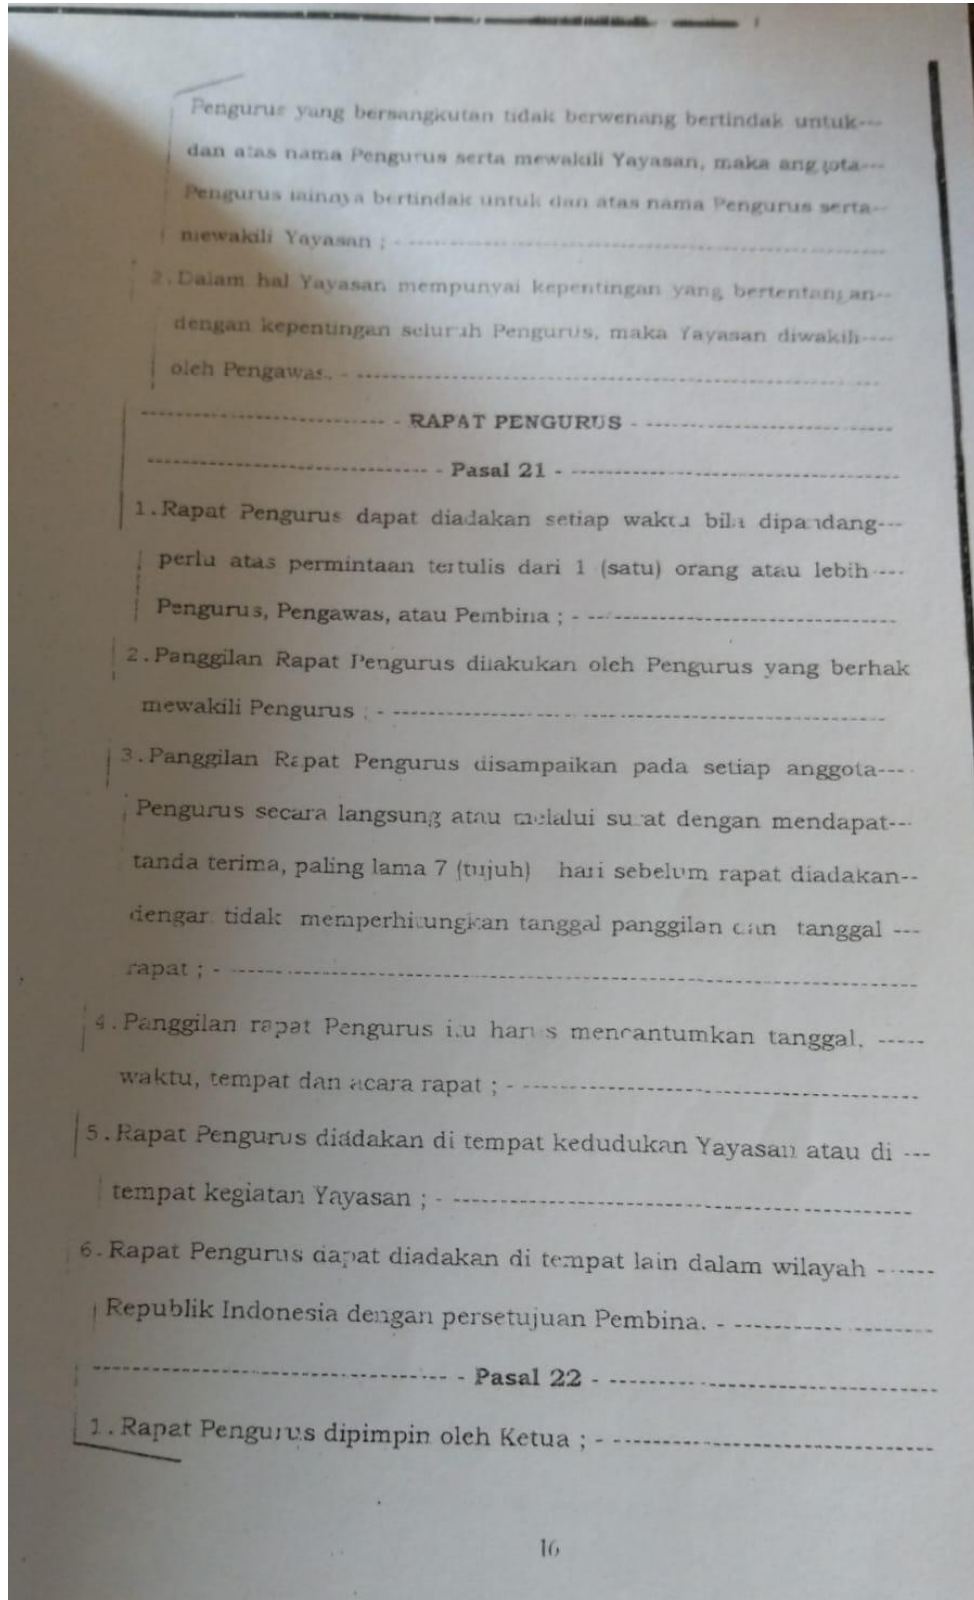 Pengurus yang bersangkutan tidak berwenang bertindak untuk---
dan atas nama Pengurus serta mewakili Yayasan, maka anggota---
Pengurus lainnya bertindak untuk dan atas nama Pengurus serta--
mewakili Yayasan ; - ------------------------------------------------
2. Dalam hal Yayasan mempunyai kepentingan yang bertentangan--
dengan kepentingan seluruh Pengurus, maka Yayasan diwakili----
oleh Pengawas. - ------------------------------------------------
--------------------------- - RAPAT PENGURUS - ---------------------------
------------------------------- - Pasal 21 - -------------------------------
1. Rapat Pengurus dapat diadakan setiap waktu bila dipandang---
perlu atas permintaan tertulis dari 1 (satu) orang atau lebih----
Pengurus, Pengawas, atau Pembina ; - --------------------------------
2. Panggilan Rapat Pengurus dilakukan oleh Pengurus yang berhak
mewakili Pengurus ; - ------------------------------------------------
3. Panggilan Rapat Pengurus disampaikan pada setiap anggota----
Pengurus secara langsung atau melalui surat dengan mendapat---
tanda terima, paling lama 7 (tujuh) hari sebelum rapat diadakan--
dengan tidak memperhitungkan tanggal panggilan dan tanggal ---
rapat ; - ----------------------------------------------------------------
4. Panggilan rapat Pengurus itu harus mencantumkan tanggal, -----
waktu, tempat dan acara rapat ; - ----------------------------------------
5. Rapat Pengurus diadakan di tempat kedudukan Yayasan atau di ---
tempat kegiatan Yayasan ; - ------------------------------------------------
6. Rapat Pengurus dapat diadakan di tempat lain dalam wilayah ------
Republik Indonesia dengan persetujuan Pembina. - --------------------
----------------------------------- - Pasal 22 - -----------------------------------
1. Rapat Pengurus dipimpin oleh Ketua ; - --------------------------------
16